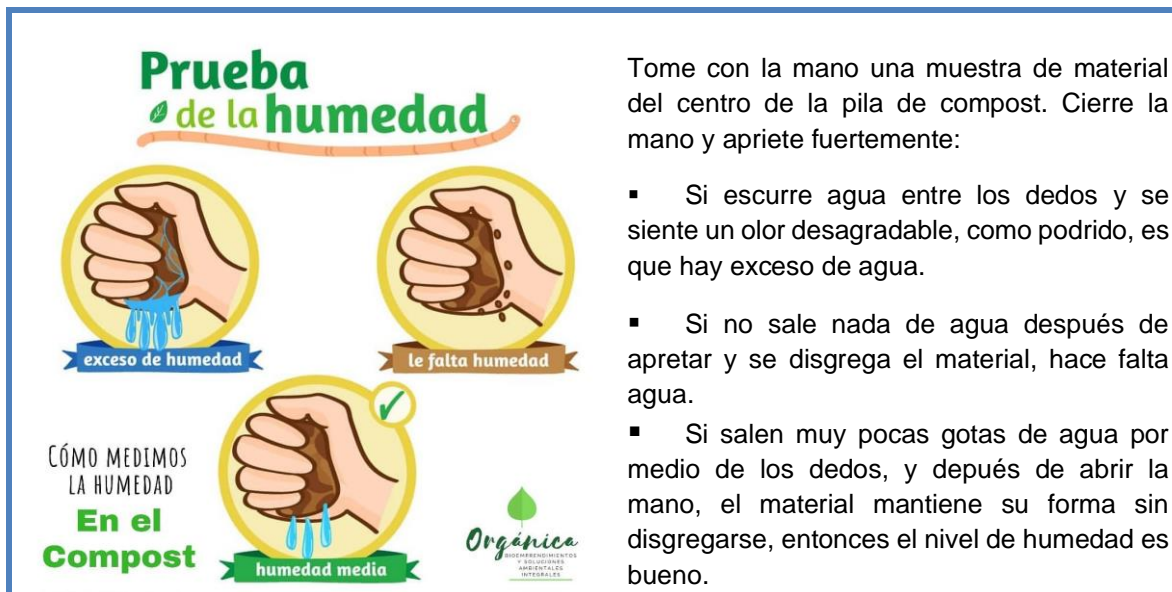 Prueba
de la humedad
exceso de humedad
le falta humedad
humedad media
CÓMO MEDIMOS
LA HUMEDAD
En el
Compost
Orgánica
BIOEMPRENDIMIENTOS
Y SOLUCIONES
AMBIENTALES
INTEGRALES
Tome con la mano una muestra de material
del centro de la pila de compost. Cierre la
mano y apriete fuertemente:
▪ Si escurre agua entre los dedos y se
siente un olor desagradable, como podrido, es
que hay exceso de agua.
▪ Si no sale nada de agua después de
apretar y se disgrega el material, hace falta
agua.
▪ Si salen muy pocas gotas de agua por
medio de los dedos, y depués de abrir la
mano, el material mantiene su forma sin
disgregarse, entonces el nivel de humedad es
bueno.